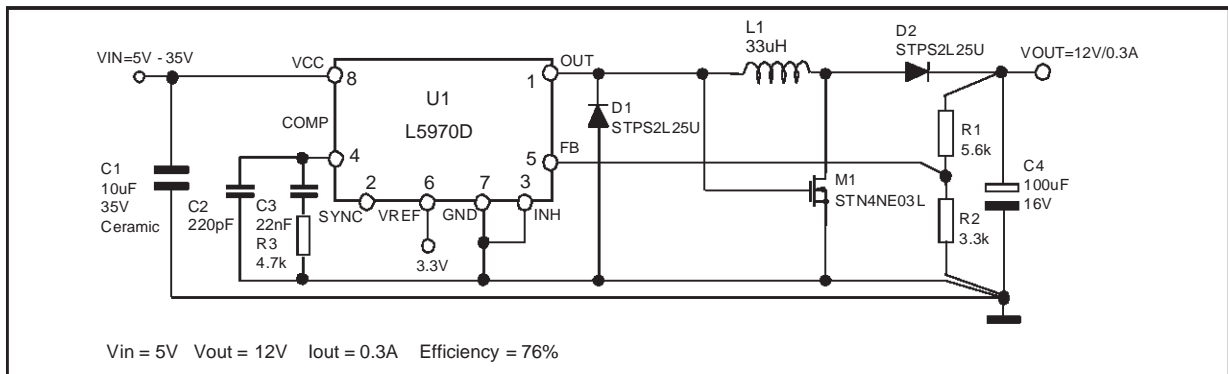 L1
33uH
D2
STPS2L25U
VIN=5V - 35V
VOUT=12V/0.3A
VCC
8
OUT
1
U1
L5970D
D1
STPS2L25U
COMP
4
FB
5
R1
5.6k
C1
10uF
35V
Ceramic
C2
220pF
C3
22nF
R3
4.7k
2
SYNC
6
VREF
7
GND
3
INH
3.3V
M1
STN4NE03L
R2
3.3k
C4
100uF
16V
Vin = 5V Vout = 12V Iout = 0.3A Efficiency = 76%